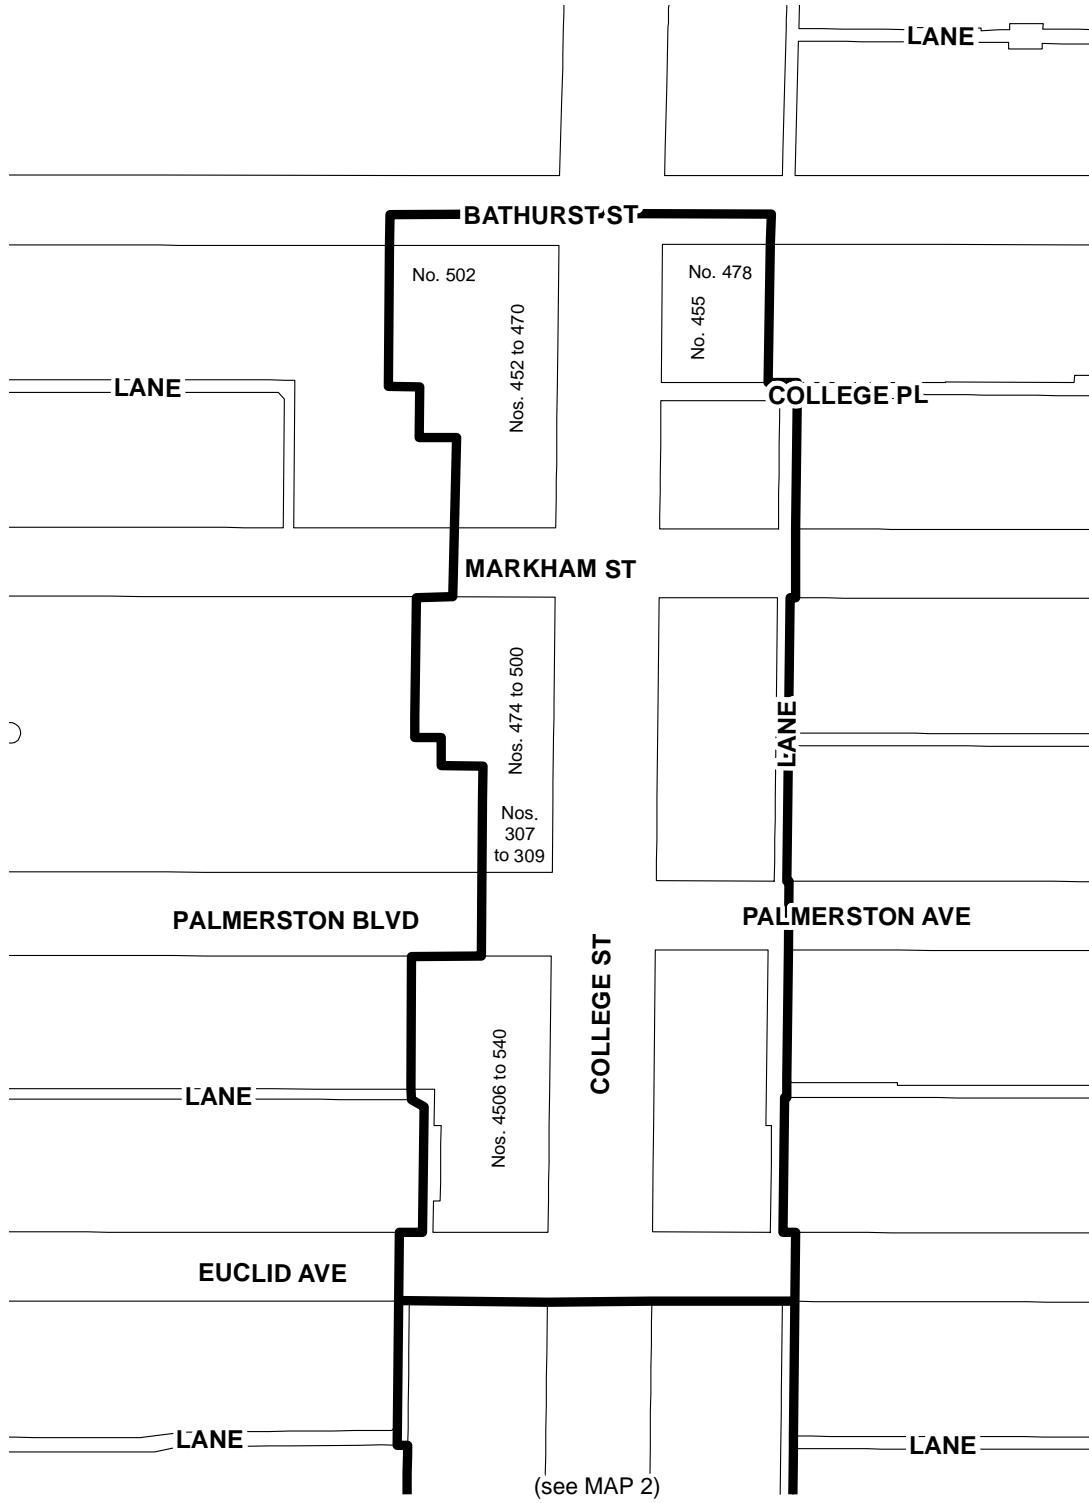 LANE
BATHURST ST
No. 502
No. 478
Nos. 452 to 470
No. 455
LANE
COLLEGE PL
MARKHAM ST
Nos. 474 to 500
LANE
Nos.
307
to 309
PALMERSTON BLVD
PALMERSTON AVE
COLLEGE ST
Nos. 4506 to 540
LANE
EUCLID AVE
LANE
LANE
(see MAP 2)